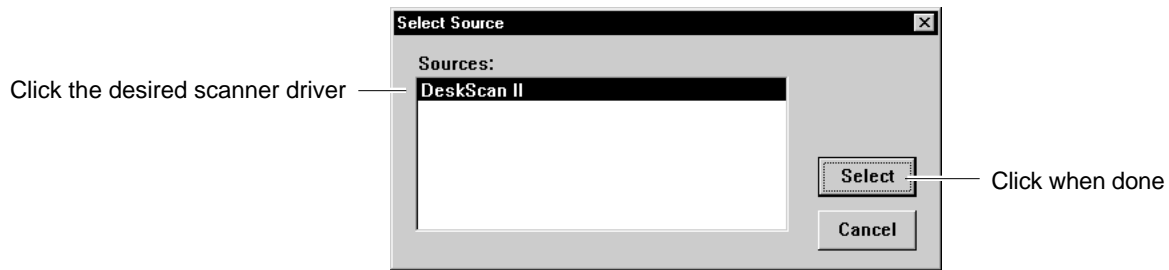 Select Source
Sources:
Click the desired scanner driver
DeskScan II
Select
Click when done
Cancel